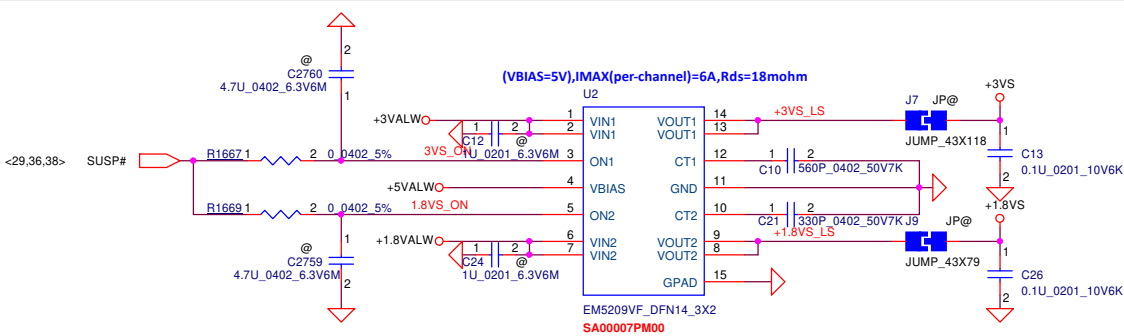 (VBIAS=5V),IMAX(per-channel)=6A,Rds=18mohm
@
C2760
4.7U_0402_6.3V6M
2
1
U2
+3VALW
1
2
C12
@
1U_0201_6.3V6M
1
2
VIN1
VIN1
VOUT1
VOUT1
14
13
+3VS_LS
J7
JP@
JUMP_43X118
+3VS
1
2
C13
0.1U_0201_10V6K
<29,36,38>
SUSP#
R1667
1
2
0_0402_5%
3VS_ON
3
ON1
CT1
12
1
2
C10
560P_0402_50V7K
+5VALW
4
VBIAS
GND
11
R1669
1
2
0_0402_5%
1.8VS_ON
5
ON2
CT2
10
1
2
C21
330P_0402_50V7K
@
C2759
4.7U_0402_6.3V6M
1
2
+1.8VALW
1
2
C24
@
1U_0201_6.3V6M
6
7
VIN2
VIN2
VOUT2
VOUT2
9
8
+1.8VS_LS
J9
JP@
JUMP_43X79
+1.8VS
1
2
C26
0.1U_0201_10V6K
GPAD
15
EM5209VF_DFN14_3X2
SA00007PM00